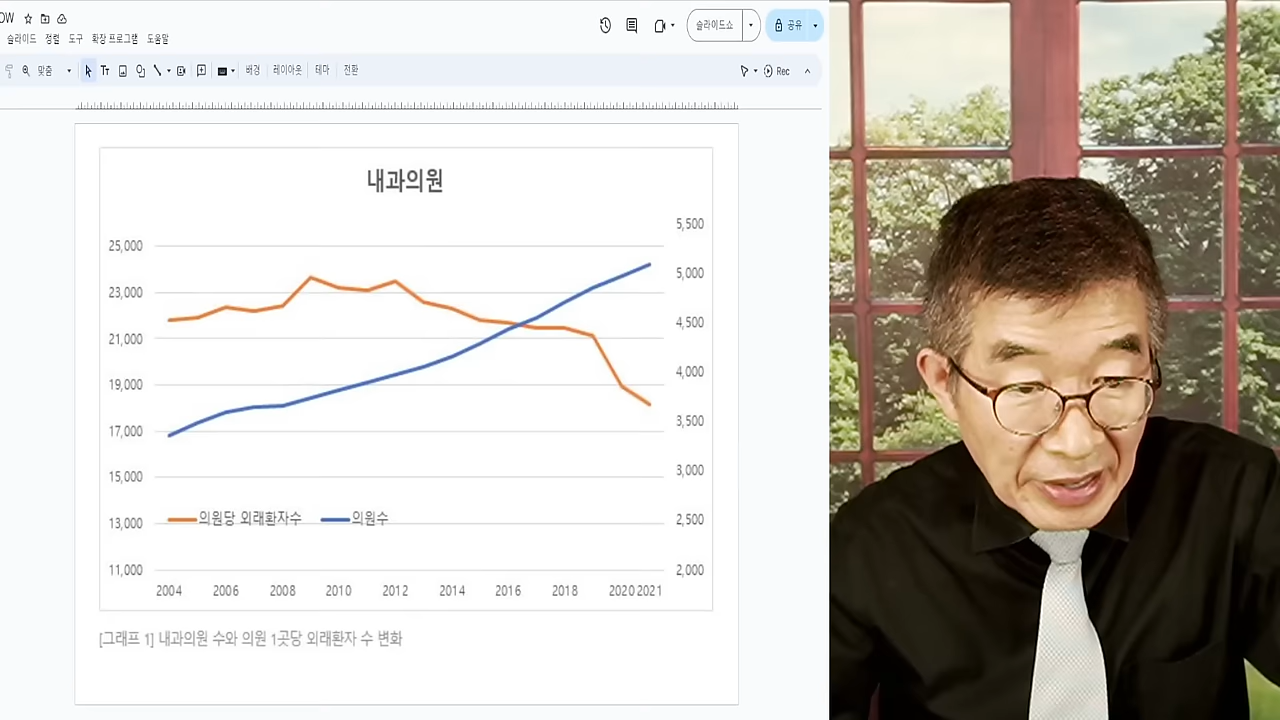 OW
슬라이드쇼
공유
슬라이드 정렬 도구 확장 프로그램 도움말
맞춤
Tт
배경 레이아웃 테마 전환
Rec
내과의원
5,500
25,000
5,000
23,000
4,500
21,000
4,000
19,000
3,500
17,000
3,000
15,000
의원당 외래환자수 의원수
2,500
13,000
2,000
11,000
2004 2006 2008 2010 2012 2014 2016 2018 2020 2021
[그래프 1] 내과의원 수와 의원 1곳당 외래환자 수 변화